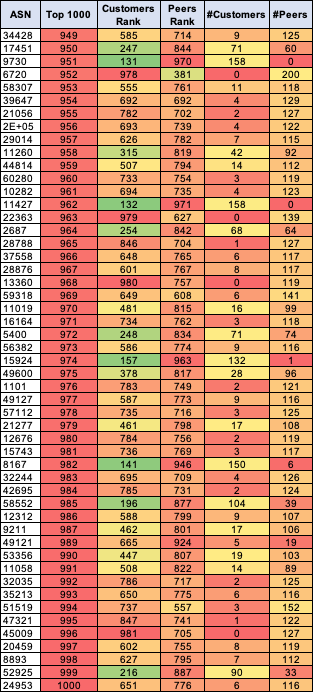 ASN Top 1000 Customers Rank Peers Rank #Customers #Peers
34428 949 585 714 9 125
17451 950 247 844 71 60
9730 951 131 970 158 0
6720 952 978 381 0 200
58307 953 555 761 11 118
39647 954 692 692 4 129
21056 955 782 702 2 127
2E+05 956 693 739 4 122
29014 957 626 782 7 115
11260 958 315 819 42 92
44814 959 507 794 14 112
60280 960 733 754 3 119
10282 961 694 735 4 123
11427 962 132 971 158 0
22363 963 979 627 0 139
2687 964 254 842 68 64
28788 965 846 704 1 127
37558 966 648 765 6 117
28876 967 601 767 8 117
13360 968 980 757 0 119
59318 969 649 608 6 141
11019 970 481 815 16 99
16164 971 734 762 3 118
5400 972 248 834 71 74
56382 973 586 774 9 116
15924 974 157 963 132 1
49600 975 378 817 28 96
1101 976 783 749 2 121
49127 977 587 773 9 116
57112 978 735 716 3 125
21277 979 461 798 17 108
12676 980 784 756 2 119
15743 981 736 769 3 117
8167 982 141 946 150 6
32244 983 695 709 4 126
42695 984 785 731 2 124
58552 985 196 877 104 39
12312 986 588 799 9 107
9211 987 462 801 17 106
49121 989 665 924 5 19
53356 990 447 807 19 103
11058 991 508 822 14 89
32035 992 786 717 2 125
35213 993 650 775 6 116
51519 994 737 557 3 152
47321 995 847 741 1 122
45009 996 981 705 0 127
20459 997 602 755 8 119
8893 998 627 795 7 112
52925 999 216 887 90 33
24953 1000 651 776 6 116